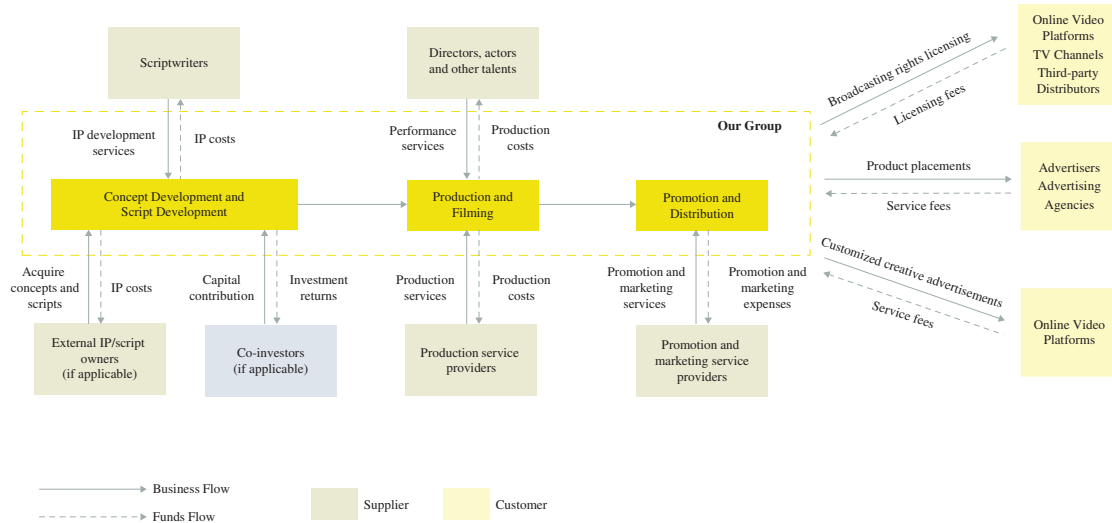 Scriptwriters
Directors, actors
and other talents
Online Video
Platforms
TV Channels
Third-party
Distributors
Broadcasting rights licensing
Licensing fees
Our Group
IP development
services
IP costs
Performance
services
Production
costs
Product placements
Service fees
Advertisers
Advertising
Agencies
Concept Development and
Script Development
Production and
Filming
Promotion and
Distribution
Customized creative advertisements
Service fees
Acquire
concepts and
scripts
IP costs
Capital
contribution
Investment
returns
Production
services
Production
costs
Promotion and
marketing
services
Promotion and
marketing
expenses
Online Video
Platforms
External IP/script
owners
(if applicable)
Co-investors
(if applicable)
Production service
providers
Promotion and
marketing service
providers
Business Flow
Funds Flow
Supplier
Customer